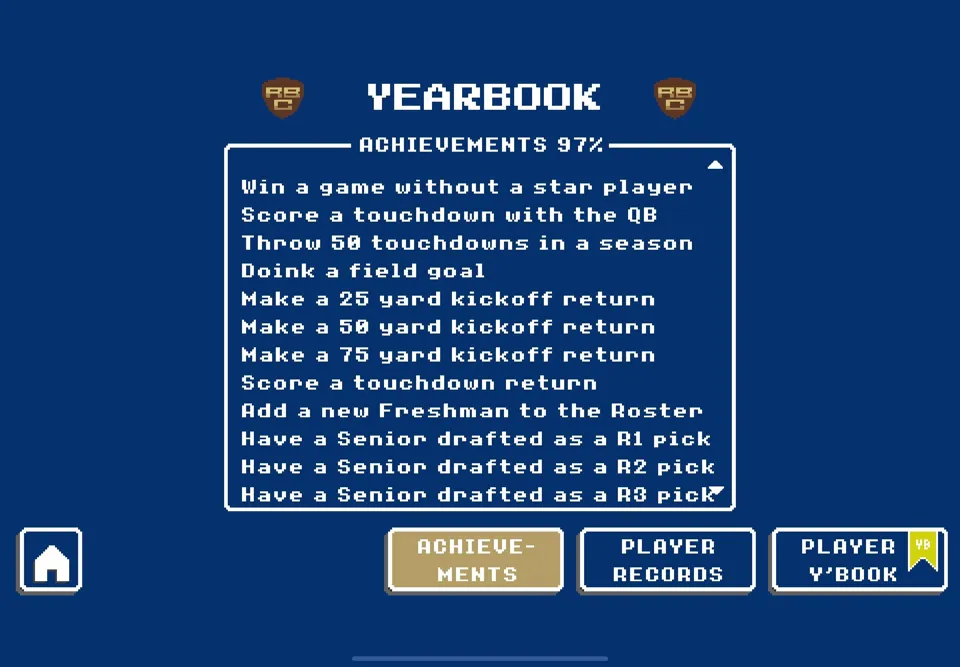 RB
C
YEARBOOK
RB
C
ACHIEVEMENTS 97%
Win a game without a star player
Score a touchdown with the QB
Throw 50 touchdowns in a season
Doink a field goal
Make a 25 yard kickoff return
Make a 50 yard kickoff return
Make a 75 yard kickoff return
Score a touchdown return
Add a new Freshman to the Roster
Have a Senior drafted as a R1 pick
Have a Senior drafted as a R2 pick
Have a Senior drafted as a R3 pick
ACHIEVE-
MENTS
PLAYER
RECORDS
PLAYER
Y'BOOK
YB